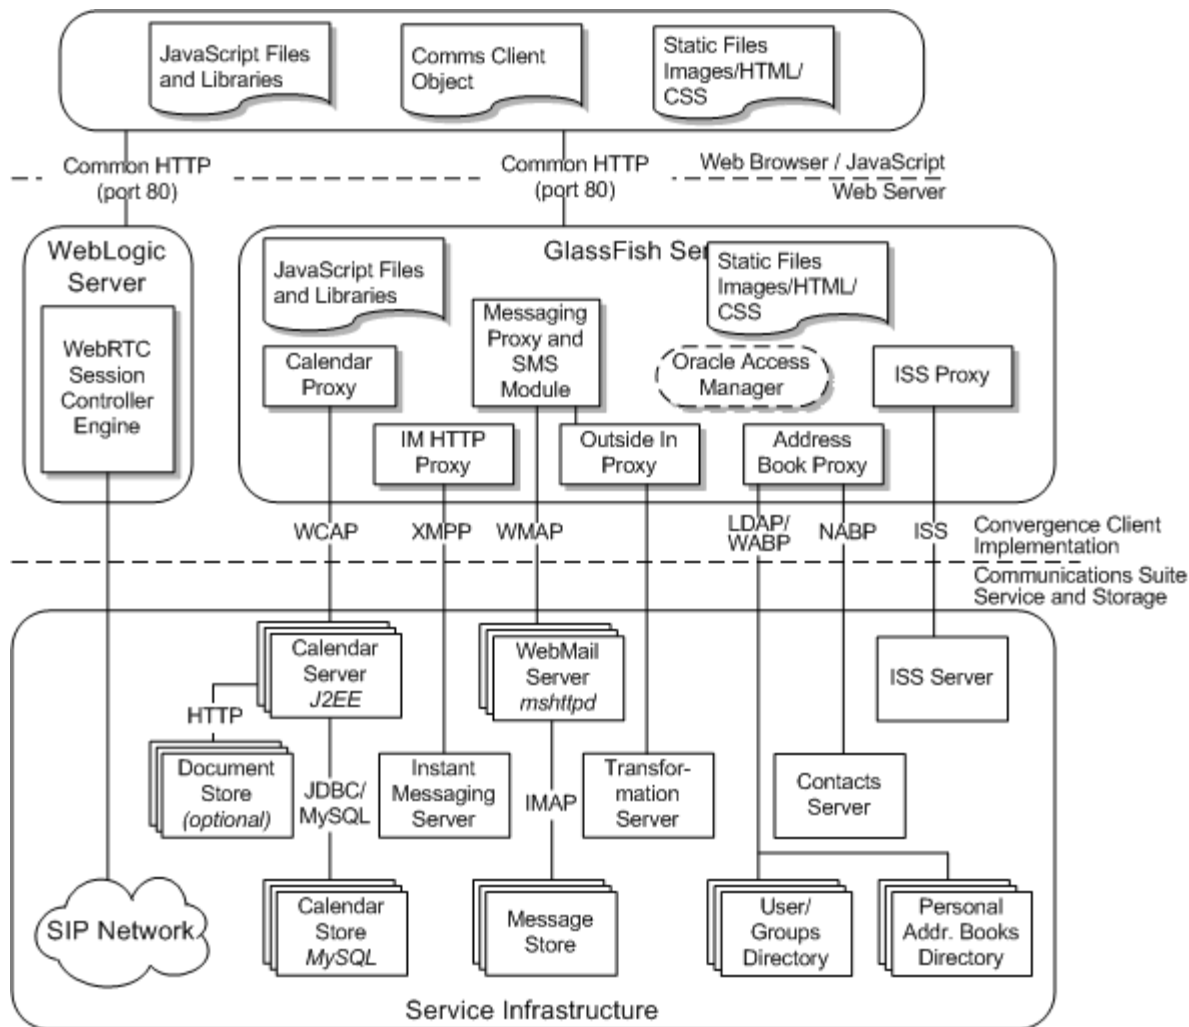 JavaScript Files
and Libraries
Comms Client
Object
Static Files
Images/HTML/
CSS
Common HTTP
(port 80)
Common HTTP
(port 80)
Web Browser / JavaScript
Web Server
WebLogic
Server
WebRTC
Session
Controller
Engine
GlassFish Ser
JavaScript Files
and Libraries
Static Files
Images/HTML/
CSS
Messaging
Proxy and
SMS
Module
Calendar
Proxy
Oracle Access
Manager
ISS Proxy
IM HTTP
Proxy
Outside In
Proxy
Address
Book Proxy
WCAP
XMPP
WMAP
LDAP/
WABP
NABP
ISS
Convergence Client
Implementation
Communications Suite
Service and Storage
Calendar
Server
J2EE
WebMail
Server
mshttpd
ISS Server
HTTP
Document
Store
(optional)
JDBC/
MySQL
Instant
Messaging
Server
IMAP
Transfor-
mation
Server
Contacts
Server
SIP Network
Calendar
Store
MySQL
Message
Store
User/
Groups
Directory
Personal
Addr. Books
Directory
Service Infrastructure